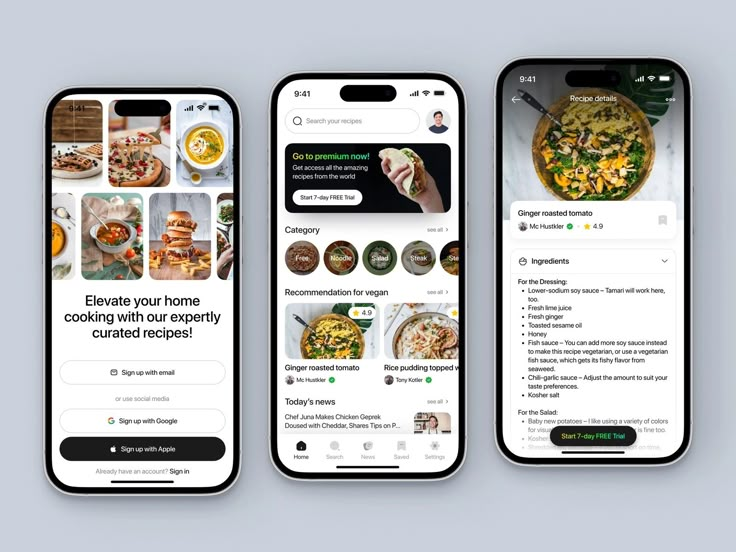 9:41
Elevate your home
cooking with our expertly
curated recipes!
Sign up with email
or use social media
Sign up with Google
Sign up with Apple
Already have an account? Sign in
9:41
Search your recipes
Go to premium now!
Get access all the amazing
recipes from the world
Start 7-day FREE Trial
Category
see all
Free
Noodle
Salad
Steak
Ste
Recommendation for vegan
see all
4.9
Ginger roasted tomato
Mc Hustkler
Rice pudding topped w
Tony Kotler
Today's news
see all
Chef Juna Makes Chicken Geprek
Doused with Cheddar, Shares Tips on P...
Home
Search
News
Saved
Settings
9:41
Recipe details
Ginger roasted tomato
Mc Hustkler
4.9
Ingredients
For the Dressing:
• Lower-sodium soy sauce – Tamari will work here,
too.
• Fresh lime juice
• Fresh ginger
• Toasted sesame oil
• Honey
• Fish sauce – You can add more soy sauce instead
to make this recipe vegetarian, or use a vegetarian
fish sauce, which gets its fishy flavor from
seaweed.
• Chili-garlic sauce – Adjust the amount to suit your
taste preferences.
• Kosher salt
For the Salad:
• Baby new potatoes – I like using a variety of colors
for visu
is fine too.
• Kosher
Start 7-day FREE Trial